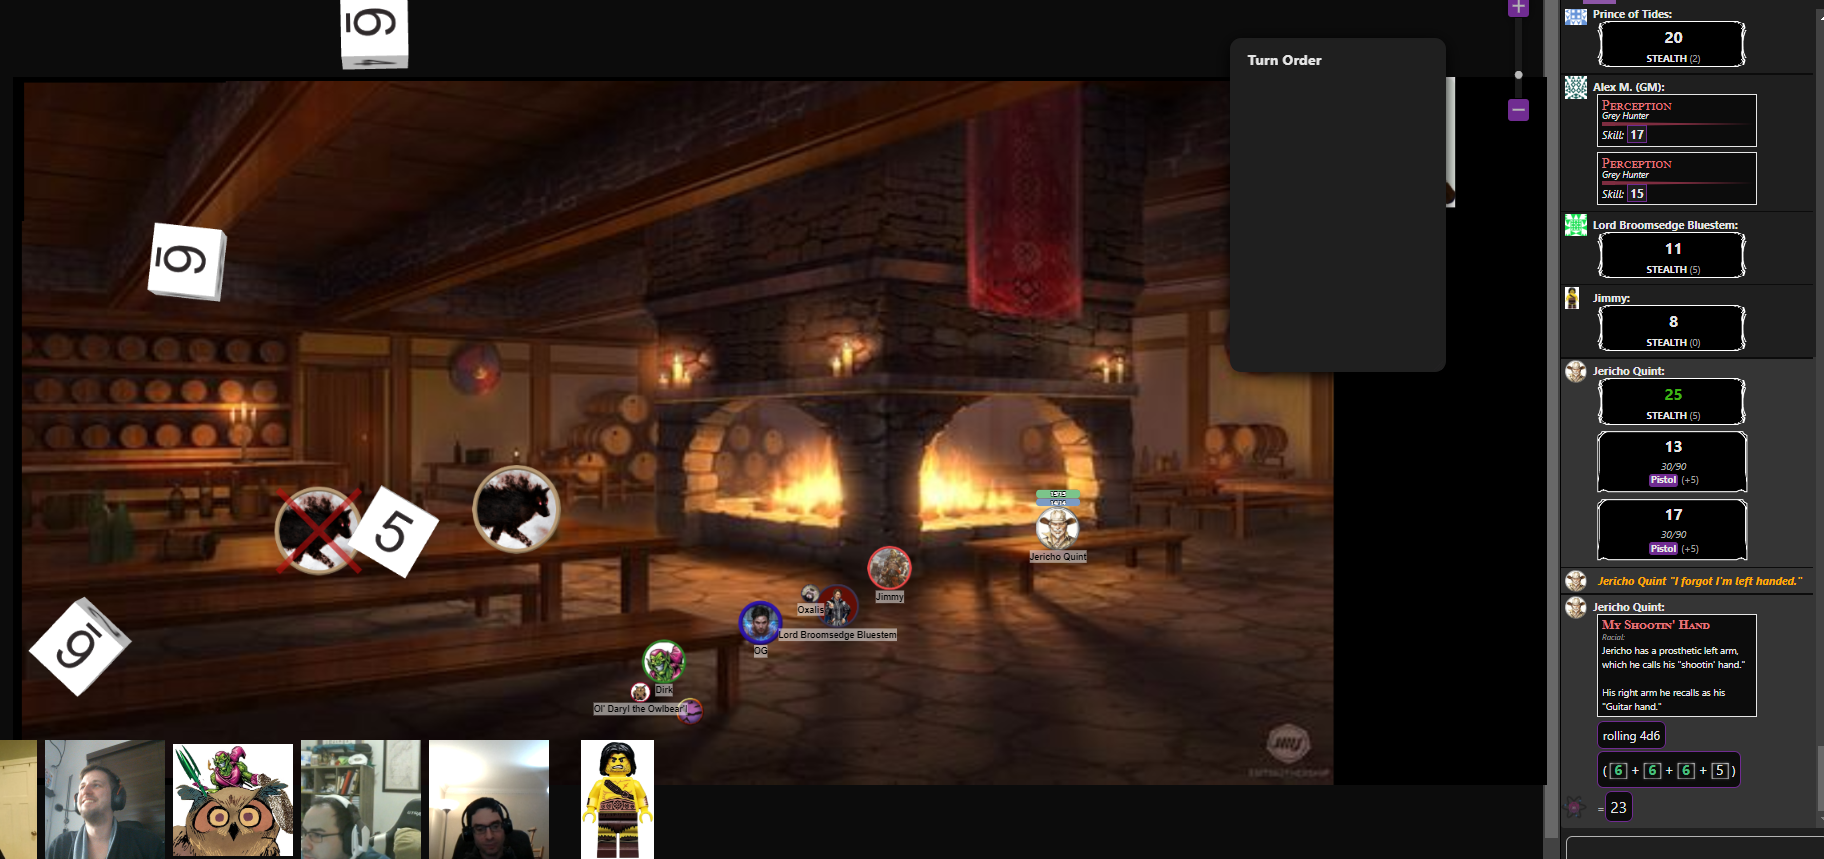 6
6
5
6
+
−
Turn Order
Jericho Quint
Jimmy
Oxalis
Lord Broomsedge Bluestem
OG
Dirk
Ol' Daryl the Owlbear
Prince of Tides:
20
STEALTH (2)
Alex M. (GM):
PERCEPTION
Grey Hunter
Skill: 17
PERCEPTION
Grey Hunter
Skill: 15
Lord Broomsedge Bluestem:
11
STEALTH (5)
Jimmy:
8
STEALTH (0)
Jericho Quint:
25
STEALTH (5)
13
30/90
Pistol (+5)
17
30/90
Pistol (+5)
Jericho Quint "I forgot I'm left handed."
Jericho Quint:
MY SHOOTIN' HAND
Racial:
Jericho has a prosthetic left arm,
which he calls his "shootin' hand."
His right arm he recalls as his
"Guitar hand."
rolling 4d6
(6+6+6+5)
=23